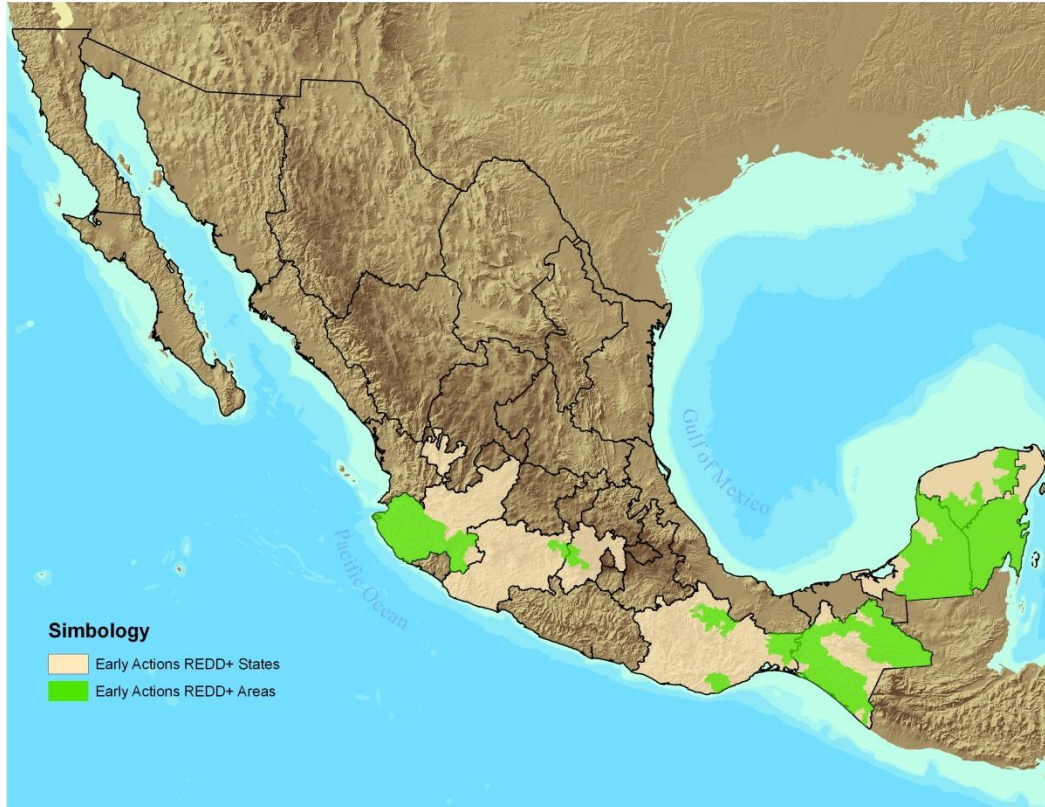 Gulf of Mexico
Pacific Ocean
Simbology
Early Actions REDD+ States
Early Actions REDD+ Areas